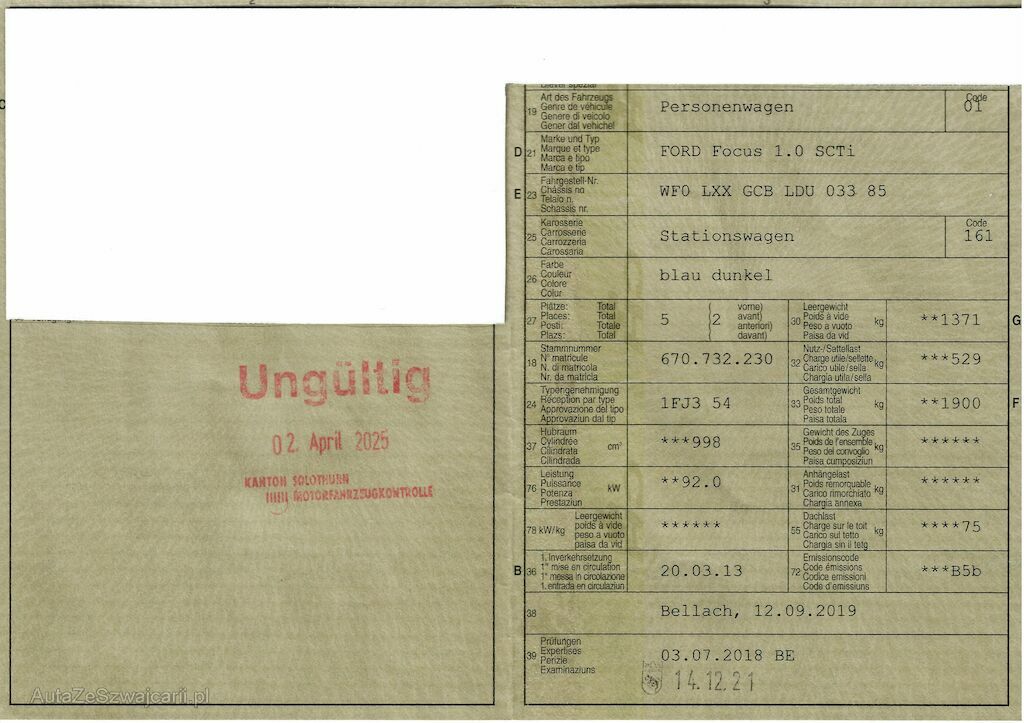 2
3
C
19
Art des Fahrzeugs
Genre de véhicule
Genere di veicolo
Gener dal vehichel
Personenwagen
Code
01
D
21
Marke und Typ
Marque et type
Marca e tipo
Marca e tip
FORD Focus 1.0 SCTi
E
23
Fahrgestell-Nr.
Châssis no
Telaio n.
Schassis nr.
WF0 LXX GCB LDU 033 85
25
Karosserie
Carrosserie
Carrozzeria
Carossaria
Stationswagen
Code
161
26
Farbe
Couleur
Colore
Colur
blau dunkel
27
Plätze: Total
Places: Total
Posti: Totale
Plazs: Total
5
(2
vorne)
avant)
anteriori)
davant)
30
Leergewicht
Poids à vide
Peso a vuoto
Paisa da vid
kg
**1371
G
18
Stammnummer
N° matricule
N. di matricola
Nr. da matricla
670.732.230
32
Nutz-/Sattellast
Charge utile/sellette
Carico utile/sella
Chargia utila/sella
kg
***529
24
Typengenehmigung
Réception par type
Approvazione del tipo
Approvaziun dal tip
1FJ3 54
33
Gesamtgewicht
Poids total
Peso totale
Paisa totala
kg
**1900
F
37
Hubraum
Cylindrée
Cilindrata
Cilindrada
cm³
***998
35
Gewicht des Zuges
Poids de l'ensemble
Peso del convoglio
Paisa cumposiziun
kg
******
76
Leistung
Puissance
Potenza
Prestaziun
kW
**92.0
31
Anhängelast
Poids remorquable
Carico rimorchiato
Chargia annexa
kg
******
78 kW/kg
Leergewicht
poids à vide
peso a vuoto
paisa da vid
******
55
Dachlast
Charge sur le toit
Carico sul tetto
Chargia sin il tetg
kg
****75
B
36
1. Inverkehrsetzung
1re mise en circulation
1a messa in circolazione
1. entrada en circulaziun
20.03.13
72
Emissionscode
Code émissions
Codice emissioni
Code d'emissiuns
***B5b
38
Bellach, 12.09.2019
39
Prüfungen
Expertises
Perizie
Examinaziuns
03.07.2018 BE
14.12.21
Ungültig
02. April 2025
KANTON SOLOTHURN
MOTORFAHRZEUGKONTROLLE
AutaZeSzwajcarii.pl